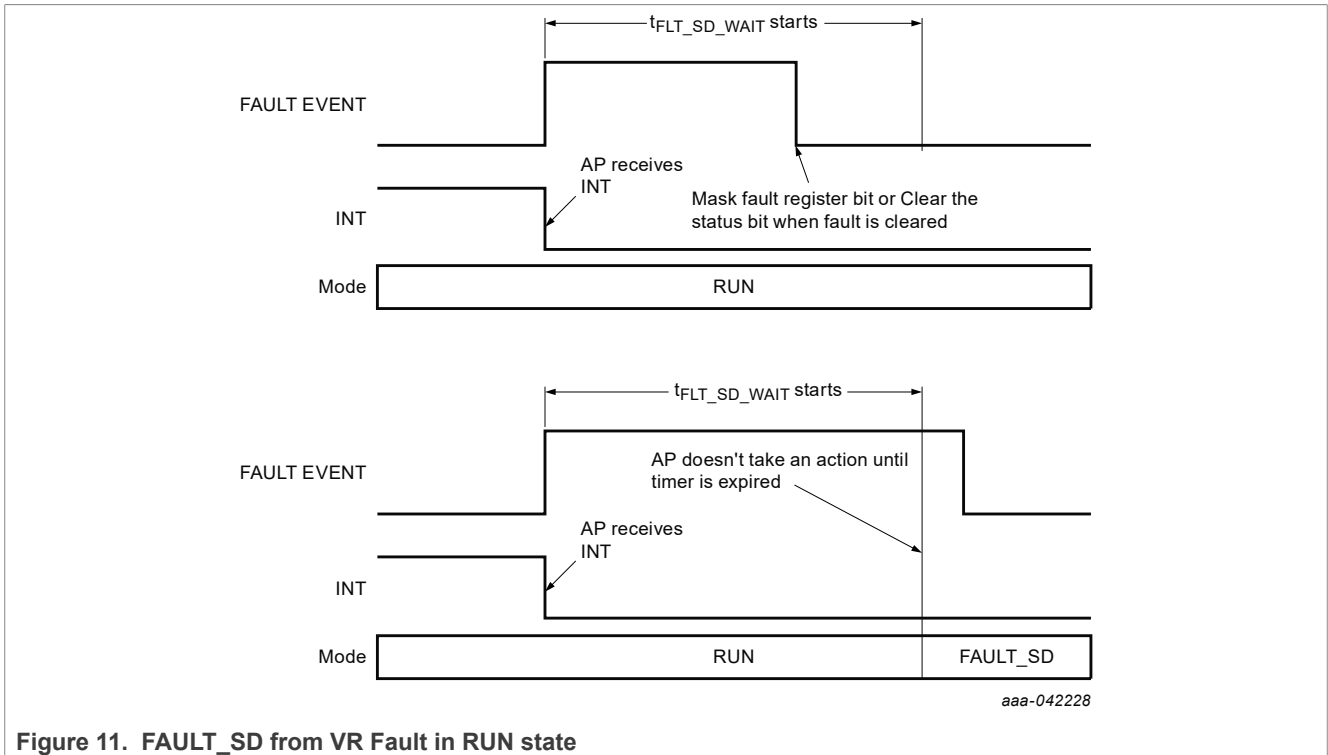 tFLT_SD_WAIT starts
FAULT EVENT
AP receives
INT
Mask fault register bit or Clear the
status bit when fault is cleared
INT
Mode
RUN
tFLT_SD_WAIT starts
FAULT EVENT
AP doesn't take an action until
timer is expired
AP receives
INT
INT
Mode
RUN
FAULT_SD
aaa-042228
Figure 11. FAULT_SD from VR Fault in RUN state